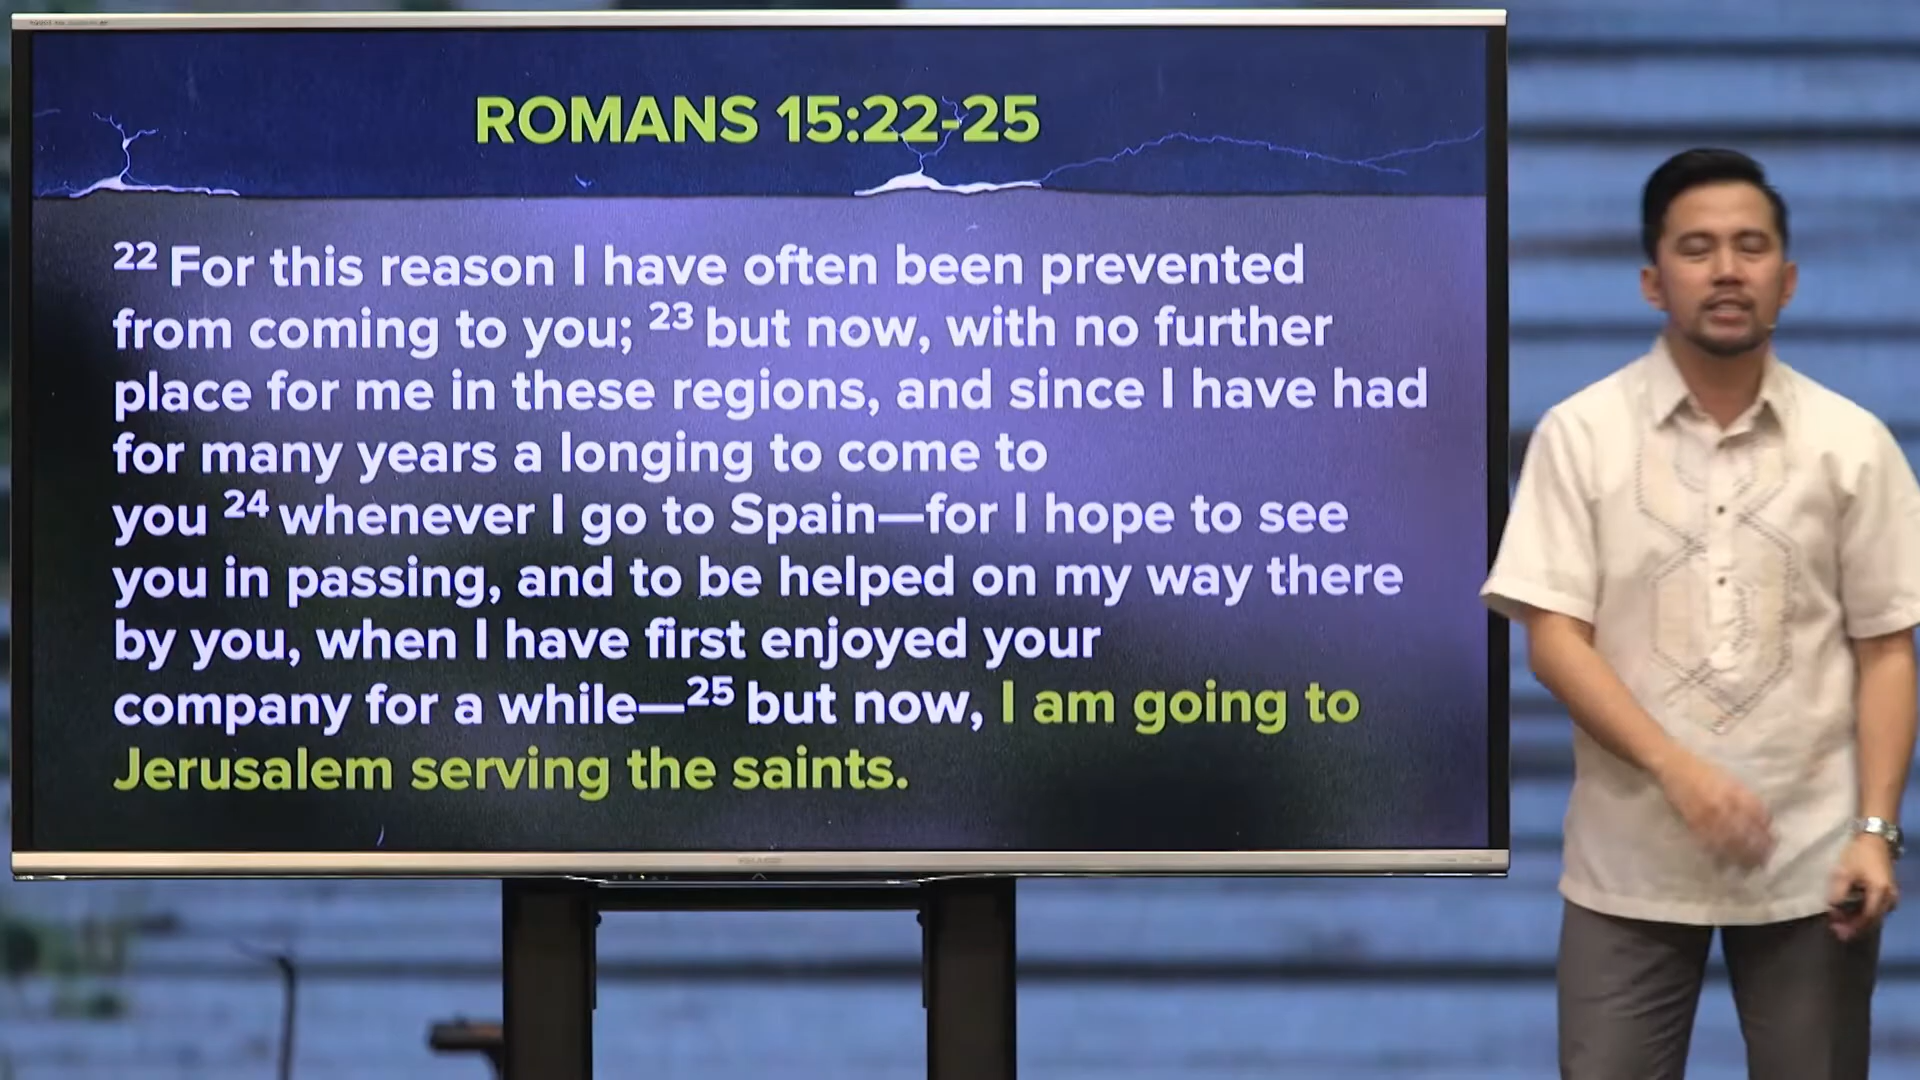 ROMANS 15:22-25
22 For this reason I have often been prevented
from coming to you; 23 but now, with no further
place for me in these regions, and since I have had
for many years a longing to come to
you 24 whenever I go to Spain—for I hope to see
you in passing, and to be helped on my way there
by you, when I have first enjoyed your
company for a while—25 but now, I am going to
Jerusalem serving the saints.